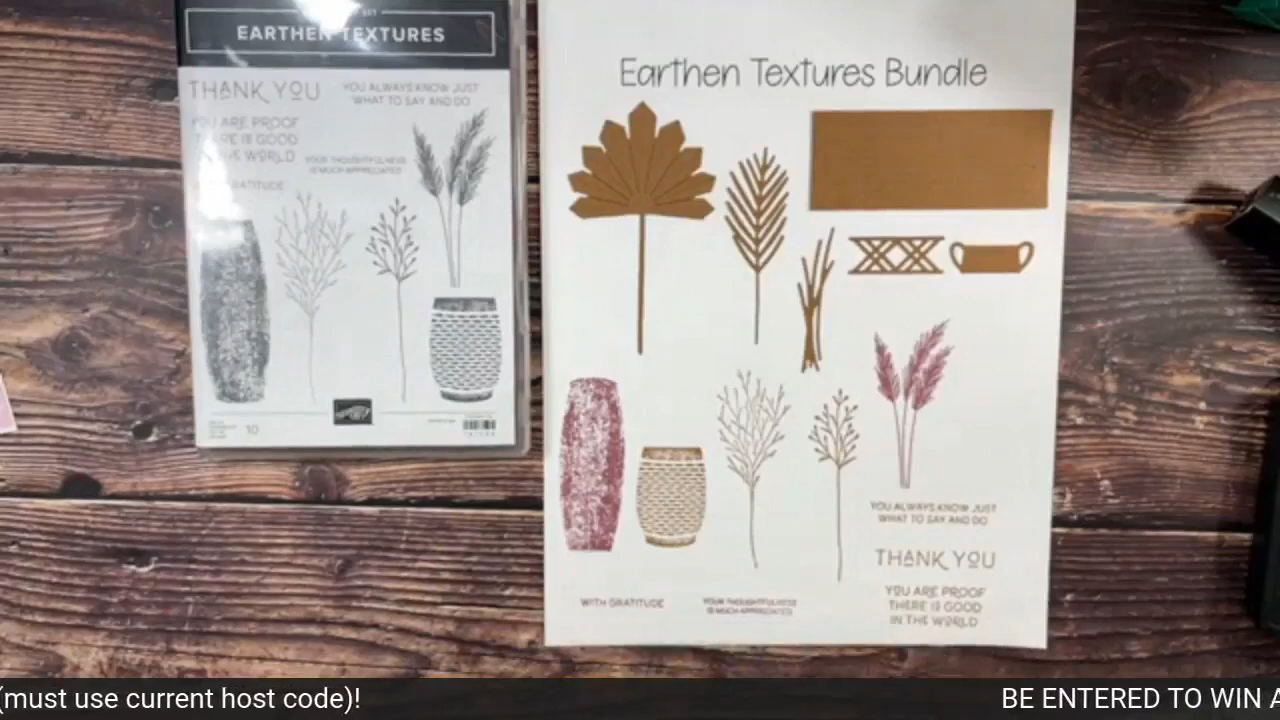 EARTHEN TEXTURES
THANK YOU
YOU ALWAYS KNOW JUST
WHAT TO SAY AND DO
YOU ARE PROOF
THERE IS GOOD
IN THE WORLD
YOUR THOUGHTFULNESS
IS MUCH APPRECIATED
GRATITUDE
10
Earthen Textures Bundle
YOU ALWAYS KNOW JUST
WHAT TO SAY AND DO
THANK YOU
YOU ARE PROOF
THERE IS GOOD
IN THE WORLD
WITH GRATITUDE
YOUR THOUGHTFULNESS
IS MUCH APPRECIATED
(must use current host code)!
BE ENTERED TO WIN A